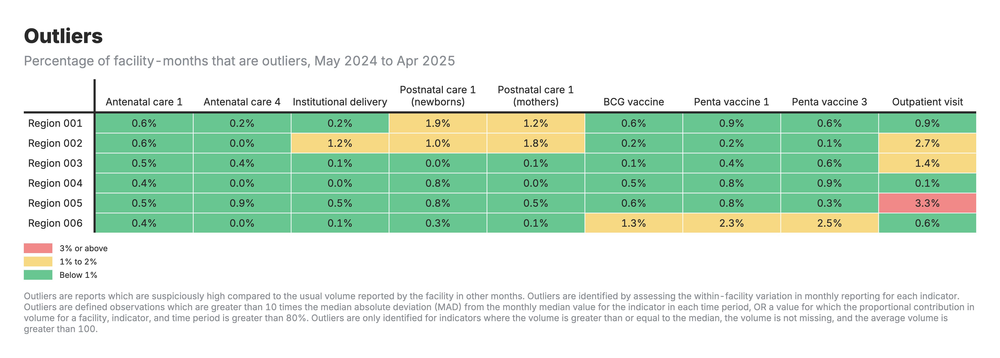 Outliers
Percentage of facility-months that are outliers, May 2024 to Apr 2025
Antenatal care 1 Antenatal care 4 Institutional delivery Postnatal care 1 (newborns) Postnatal care 1 (mothers) BCG vaccine Penta vaccine 1 Penta vaccine 3 Outpatient visit
Region 001 0.6% 0.2% 0.2% 1.9% 1.2% 0.6% 0.9% 0.6% 0.9%
Region 002 0.6% 0.0% 1.2% 1.0% 1.8% 0.2% 0.2% 0.1% 2.7%
Region 003 0.5% 0.4% 0.1% 0.0% 0.1% 0.1% 0.4% 0.6% 1.4%
Region 004 0.4% 0.0% 0.0% 0.8% 0.0% 0.5% 0.8% 0.9% 0.1%
Region 005 0.5% 0.9% 0.5% 0.8% 0.5% 0.6% 0.8% 0.3% 3.3%
Region 006 0.4% 0.0% 0.1% 0.3% 0.1% 1.3% 2.3% 2.5% 0.6%
3% or above
1% to 2%
Below 1%
Outliers are reports which are suspiciously high compared to the usual volume reported by the facility in other months. Outliers are identified by assessing the within-facility variation in monthly reporting for each indicator.
Outliers are defined observations which are greater than 10 times the median absolute deviation (MAD) from the monthly median value for the indicator in each time period, OR a value for which the proportional contribution in
volume for a facility, indicator, and time period is greater than 80%. Outliers are only identified for indicators where the volume is greater than or equal to the median, the volume is not missing, and the average volume is
greater than 100.